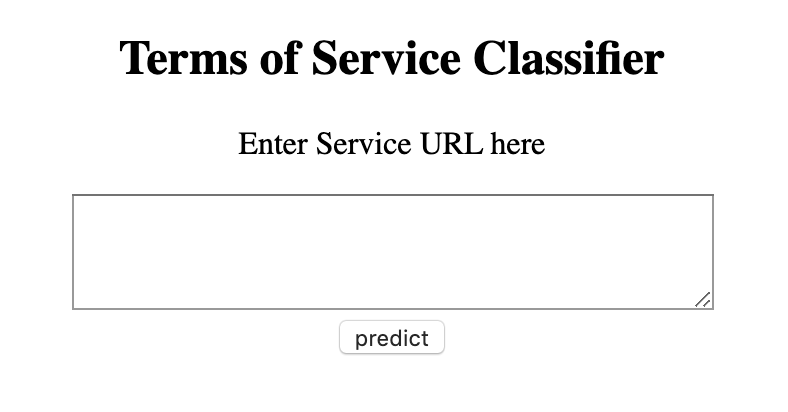 Terms of Service Classifier
Enter Service URL here
predict